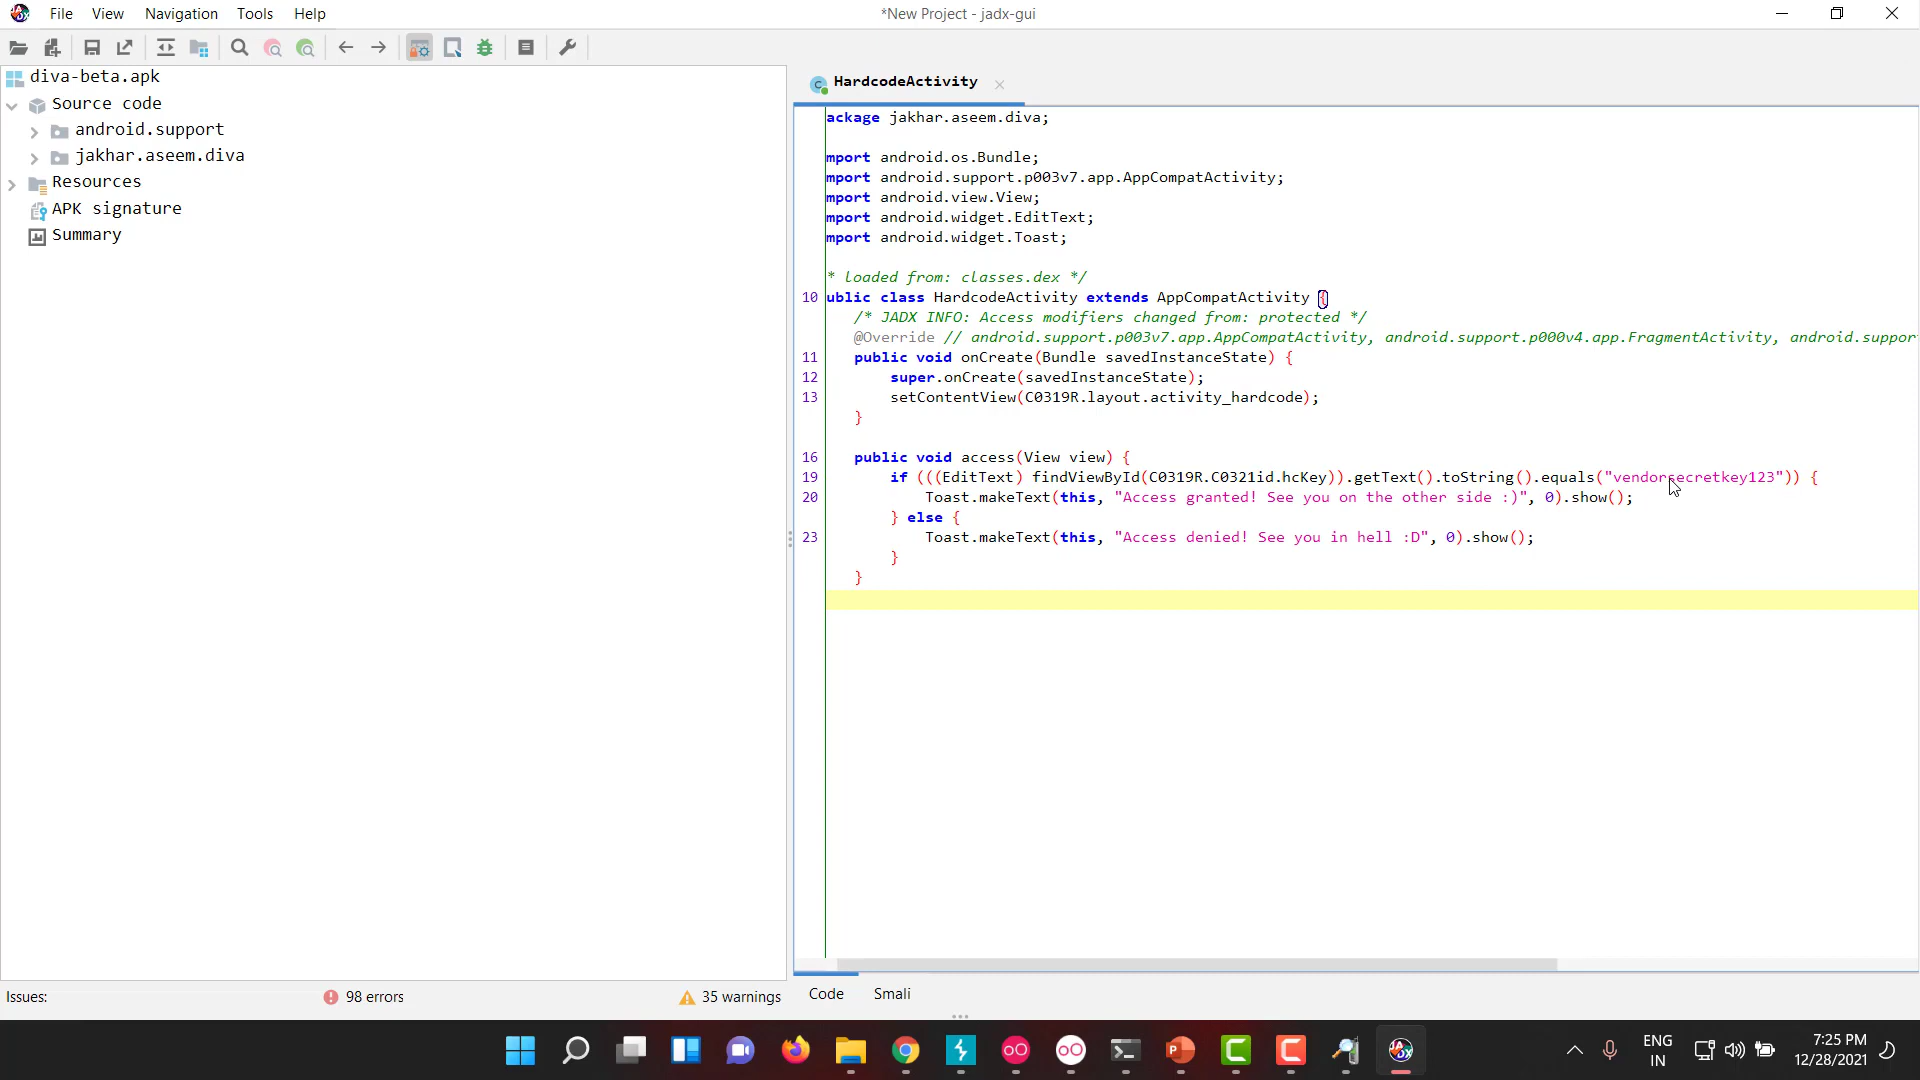 File View Navigation Tools Help
*New Project - jadx-gui
diva-beta.apk
Source code
android.support
jakhar.aseem.diva
Resources
APK signature
Summary
HardcodeActivity
ackage jakhar.aseem.diva;
mport android.os.Bundle;
mport android.support.p003v7.app.AppCompatActivity;
mport android.view.View;
mport android.widget.EditText;
mport android.widget.Toast;
* loaded from: classes.dex */
10 ublic class HardcodeActivity extends AppCompatActivity {
/* JADX INFO: Access modifiers changed from: protected */
@Override // android.support.p003v7.app.AppCompatActivity, android.support.p000v4.app.FragmentActivity, android.suppor
11 public void onCreate(Bundle savedInstanceState) {
12 super.onCreate(savedInstanceState);
13 setContentView(C0319R.layout.activity_hardcode);
}
16 public void access(View view) {
19 if (((EditText) findViewById(C0319R.C0321id.hcKey)).getText().toString().equals("vendorsecretkey123")) {
20 Toast.makeText(this, "Access granted! See you on the other side :)", 0).show();
} else {
23 Toast.makeText(this, "Access denied! See you in hell :D", 0).show();
}
}
Issues: 98 errors 35 warnings
Code Smali
ENG
IN
7:25 PM
12/28/2021